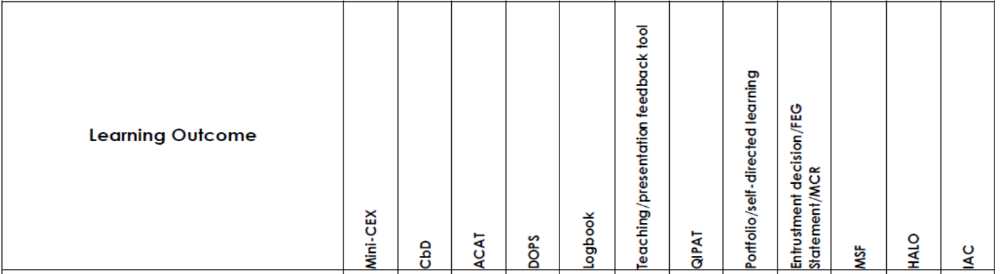 Learning Outcome
Mini-CEX
CbD
ACAT
DOPS
Logbook
Teaching/presentation feedback tool
QIPAT
Portfolio/self-directed learning
Entrustment decision/FEG
Statement/MCR
MSF
HALO
IAC